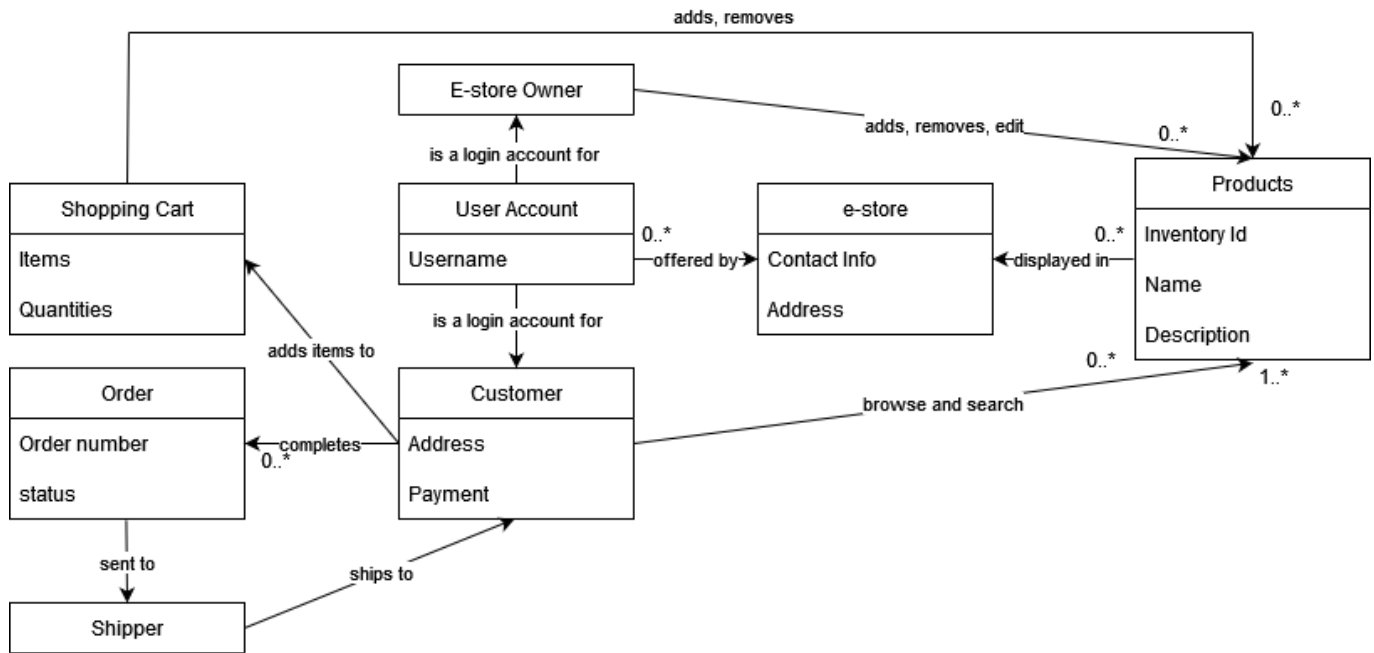 adds, removes
E-store Owner
0..*
adds, removes, edit
0..*
is a login account for
Products
Shopping Cart
User Account
e-store
0..*
0..*
Inventory Id
Items
Username
offered by
Contact Info
displayed in
Name
Quantities
Address
is a login account for
Description
adds items to
0..*
1..*
Order
Customer
browse and search
Order number
completes
Address
0..*
status
Payment
sent to
ships to
Shipper